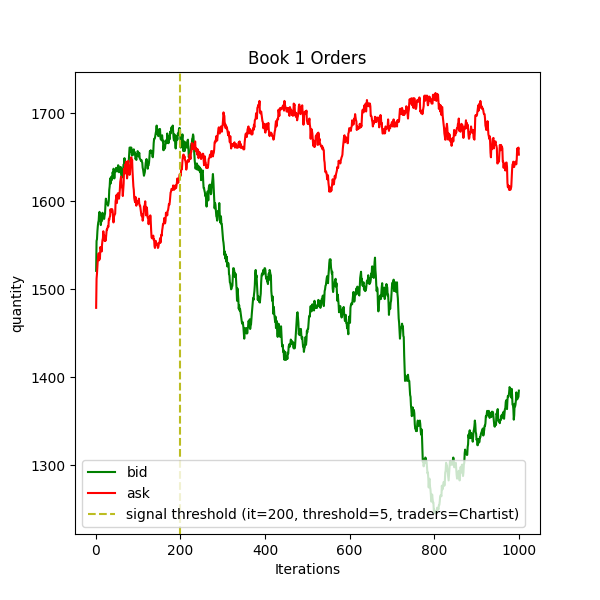 Book 1 Orders
quantity
1700
1600
1500
1400
1300
bid
ask
signal threshold (it=200, threshold=5, traders=Chartist)
0 200 400 600 800 1000
Iterations